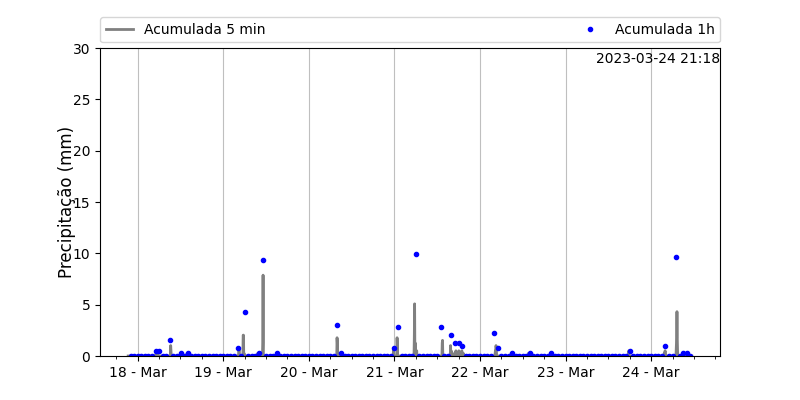 Acumulada 5 min
Acumulada 1h
2023-03-24 21:18
Precipitação (mm)
30
25
20
15
10
5
0
18 - Mar
19 - Mar
20 - Mar
21 - Mar
22 - Mar
23 - Mar
24 - Mar